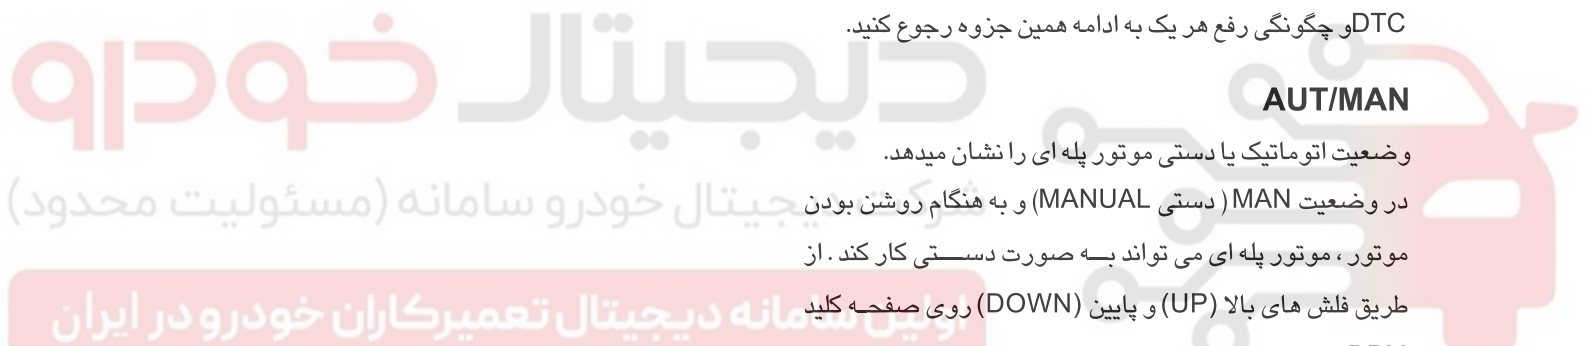 DTCو چگونگی رفع هر یک به ادامه همین جزوه رجوع کنید.
AUT/MAN
وضعیت اتوماتیک یا دستی موتور پله ای را نشان میدهد.
در وضعیت MAN( دستی MANUAL) و به هنگام روشن بودن
موتور ، موتور پله ای می تواند بــه صورت دســـتی کار کند . از
طریق فلش های بالا (UP) و پایین (DOWN) روی صفحـه کلید
دیجیتال خودرو
شرکت دیجیتال خودرو سامانه (مسئولیت محدود)
اولین سامانه دیجیتال تعمیرکاران خودرو در ایران